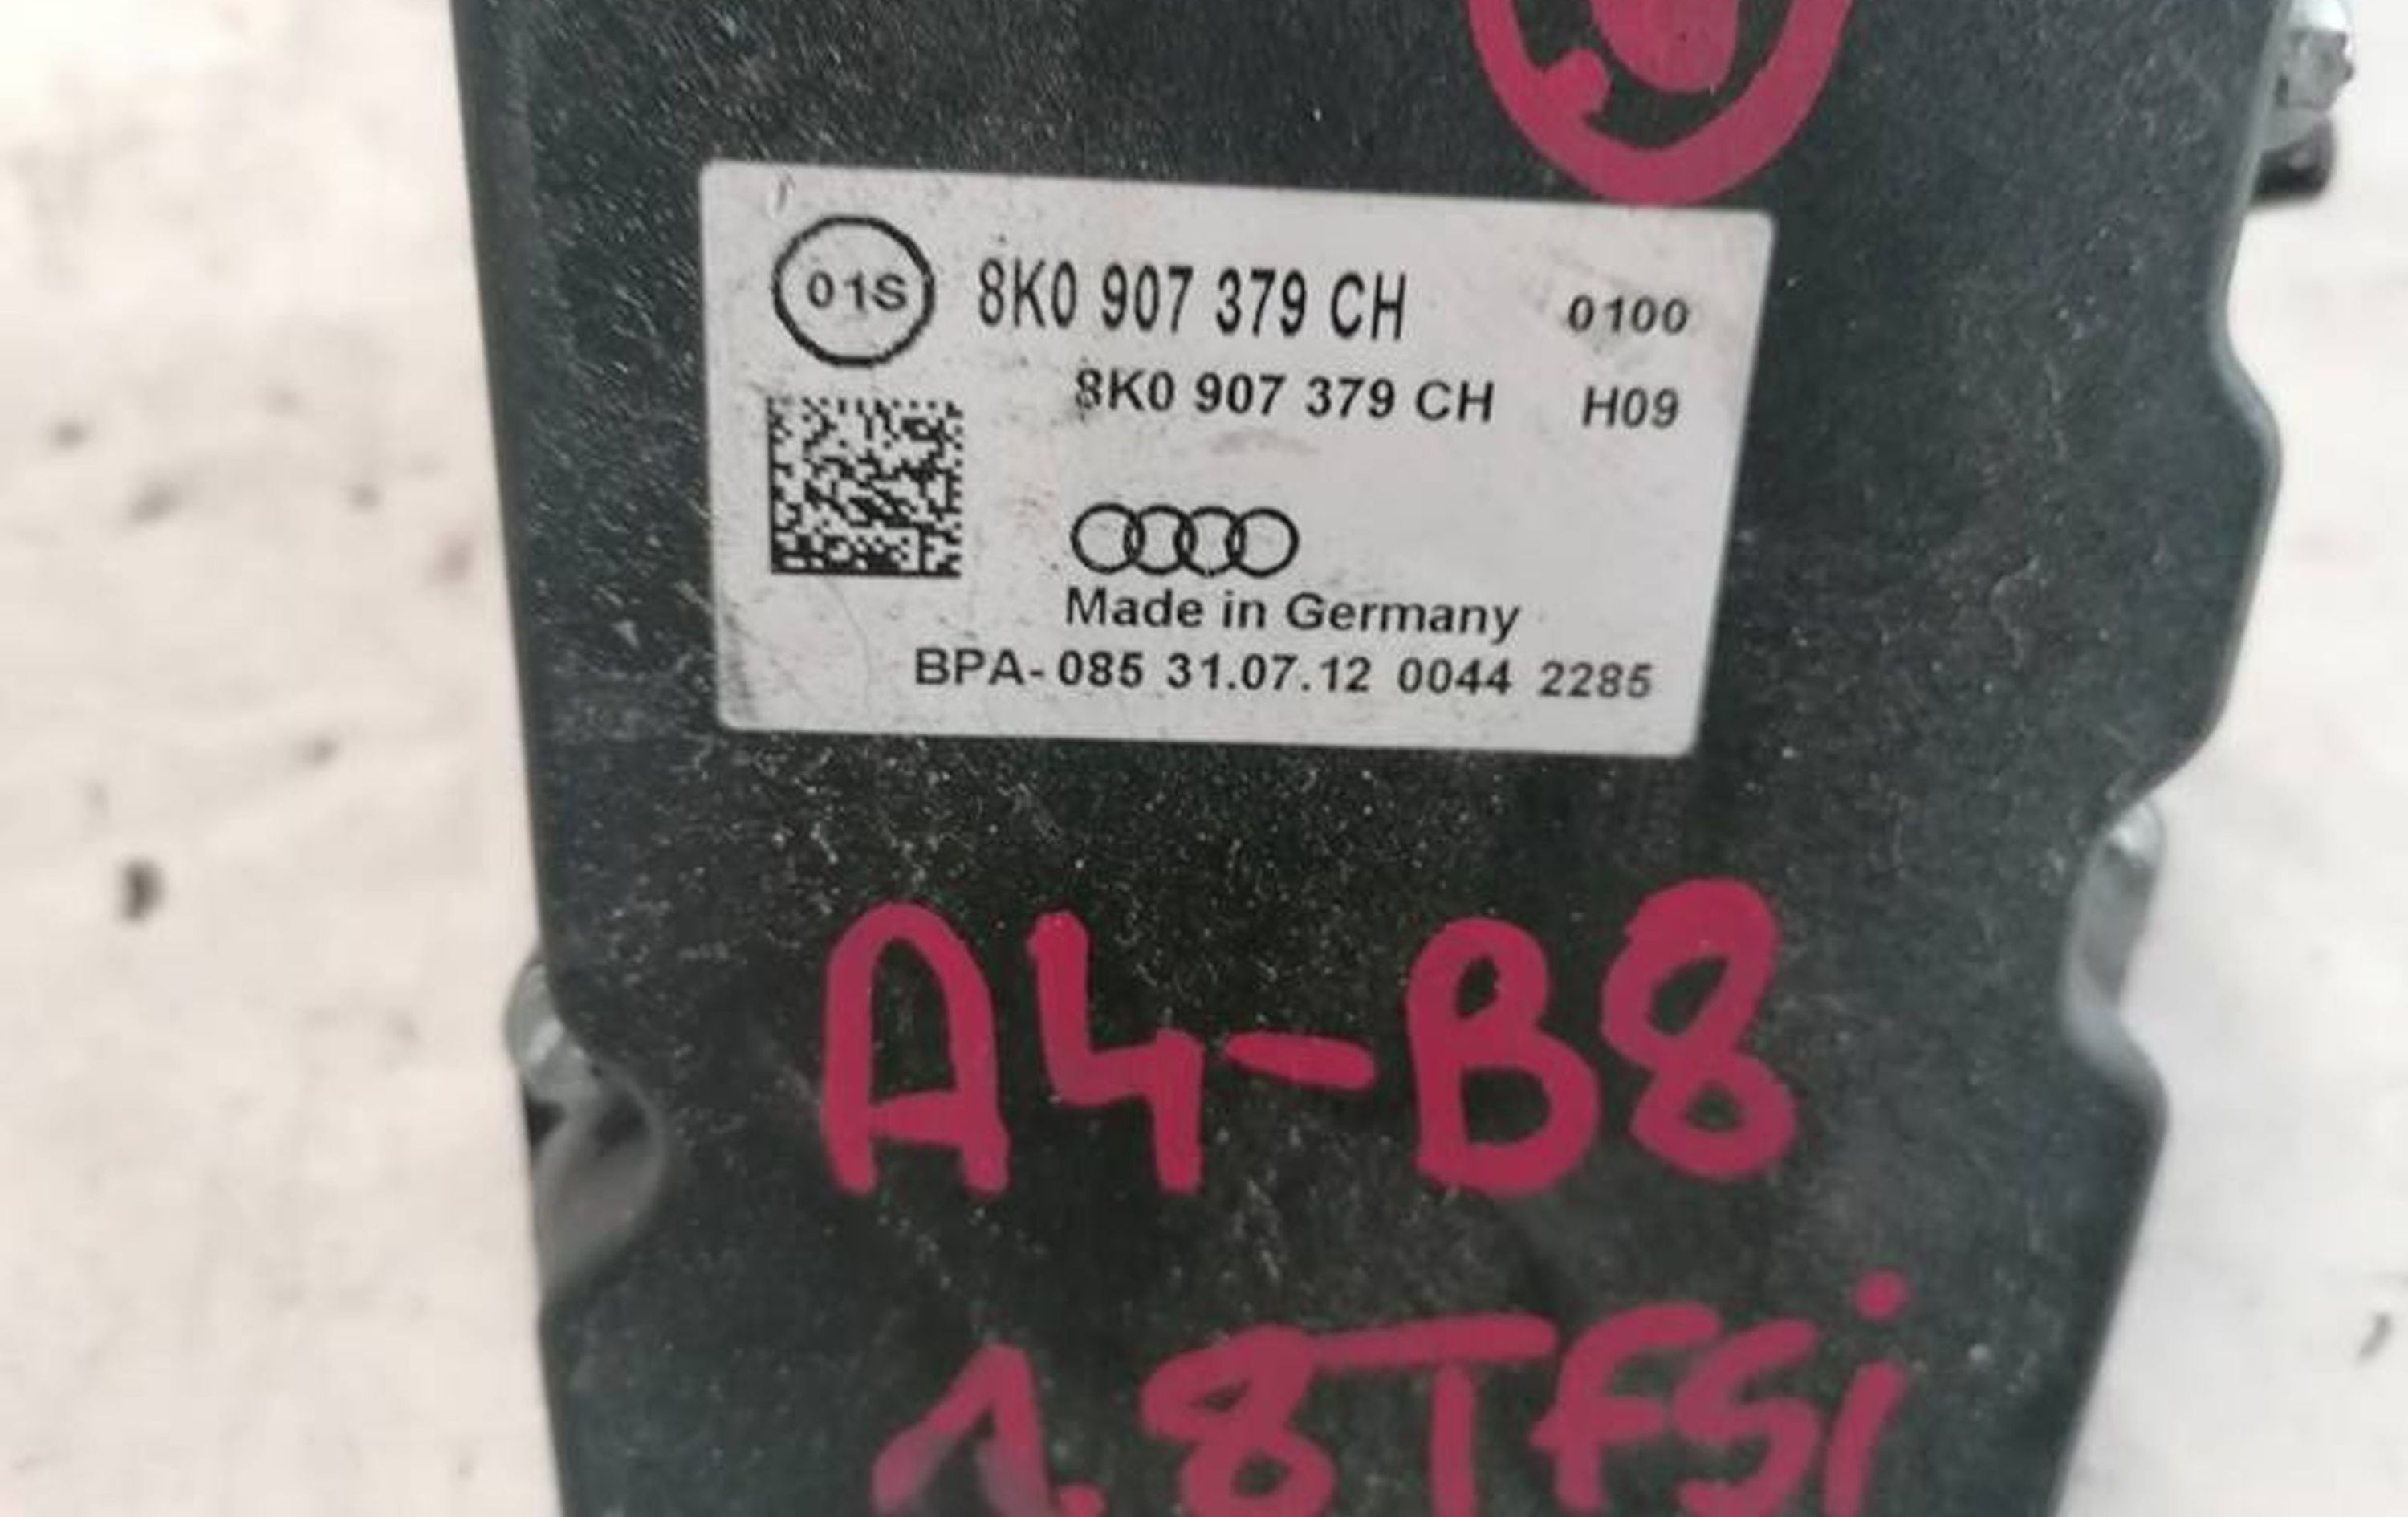 01S 8K0 907 379 CH 0100
8K0 907 379 CH H09
Made in Germany
BPA-085 31.07.12 0044 2285
A4-B8
1.8TFSi